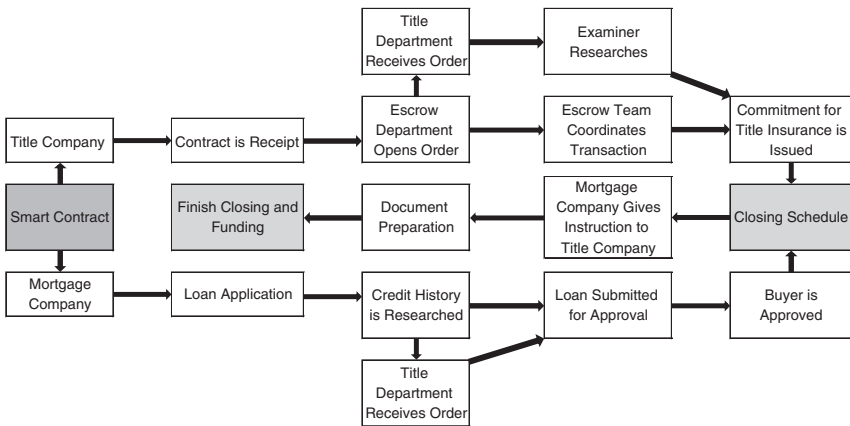 Title
Department
Receives Order
Examiner
Researches
Title Company
Contract is Receipt
Escrow
Department
Opens Order
Escrow Team
Coordinates
Transaction
Commitment for
Title Insurance is
Issued
Smart Contract
Finish Closing and
Funding
Document
Preparation
Mortgage
Company Gives
Instruction to
Title Company
Closing Schedule
Mortgage
Company
Loan Application
Credit History
is Researched
Loan Submitted
for Approval
Buyer is
Approved
Title
Department
Receives Order